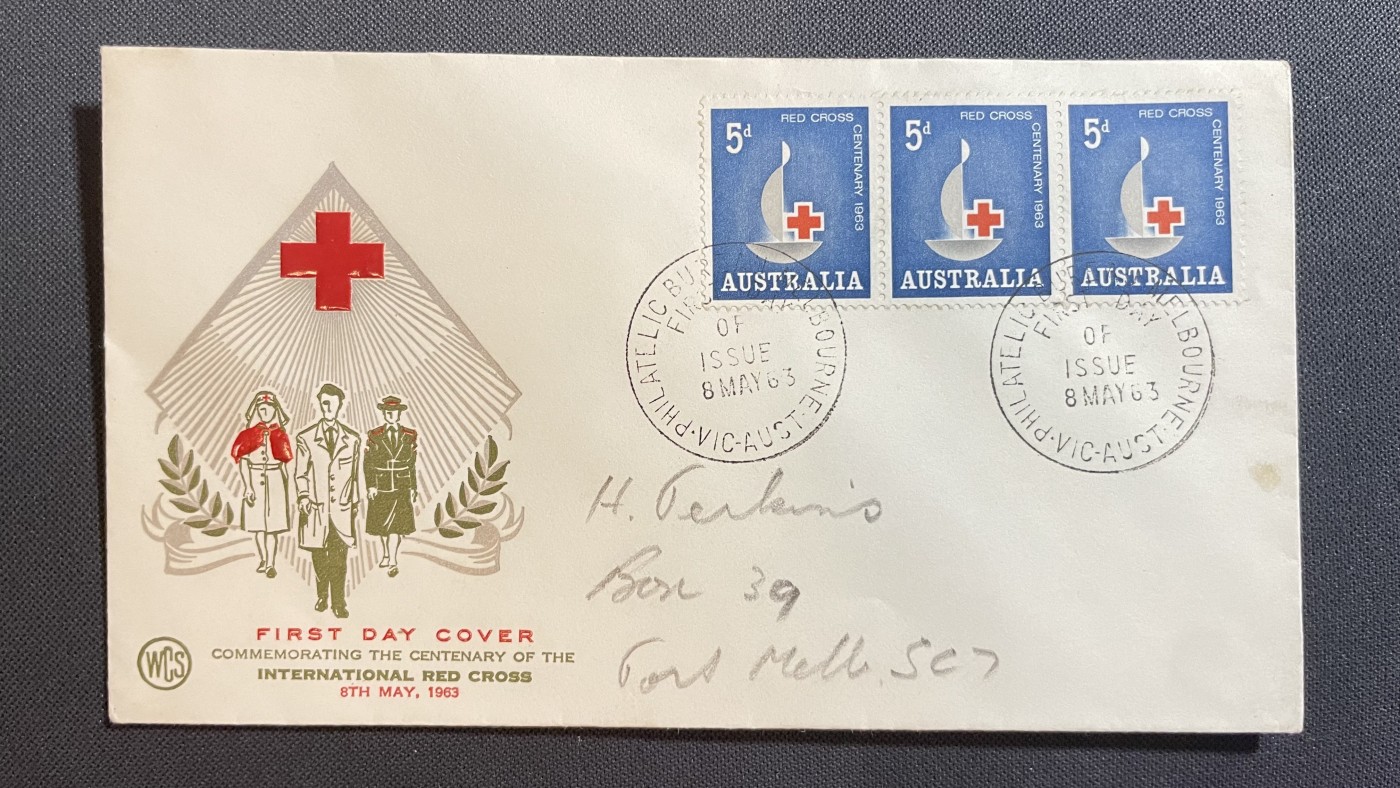 5d RED CROSS CENTENARY 1963
AUSTRALIA
5d RED CROSS CENTENARY 1963
AUSTRALIA
5d RED CROSS CENTENARY 1963
AUSTRALIA
PHILATELIC MELBOURNE
FIRST DAY
OF
ISSUE
8 MAY 63
VIC-AUST
PHILATELIC MELBOURNE
FIRST DAY
OF
ISSUE
8 MAY 63
VIC-AUST
H. Perkins
Box 39
Port Melb. SC7
FIRST DAY COVER
COMMEMORATING THE CENTENARY OF THE
INTERNATIONAL RED CROSS
8TH MAY, 1963
WCS